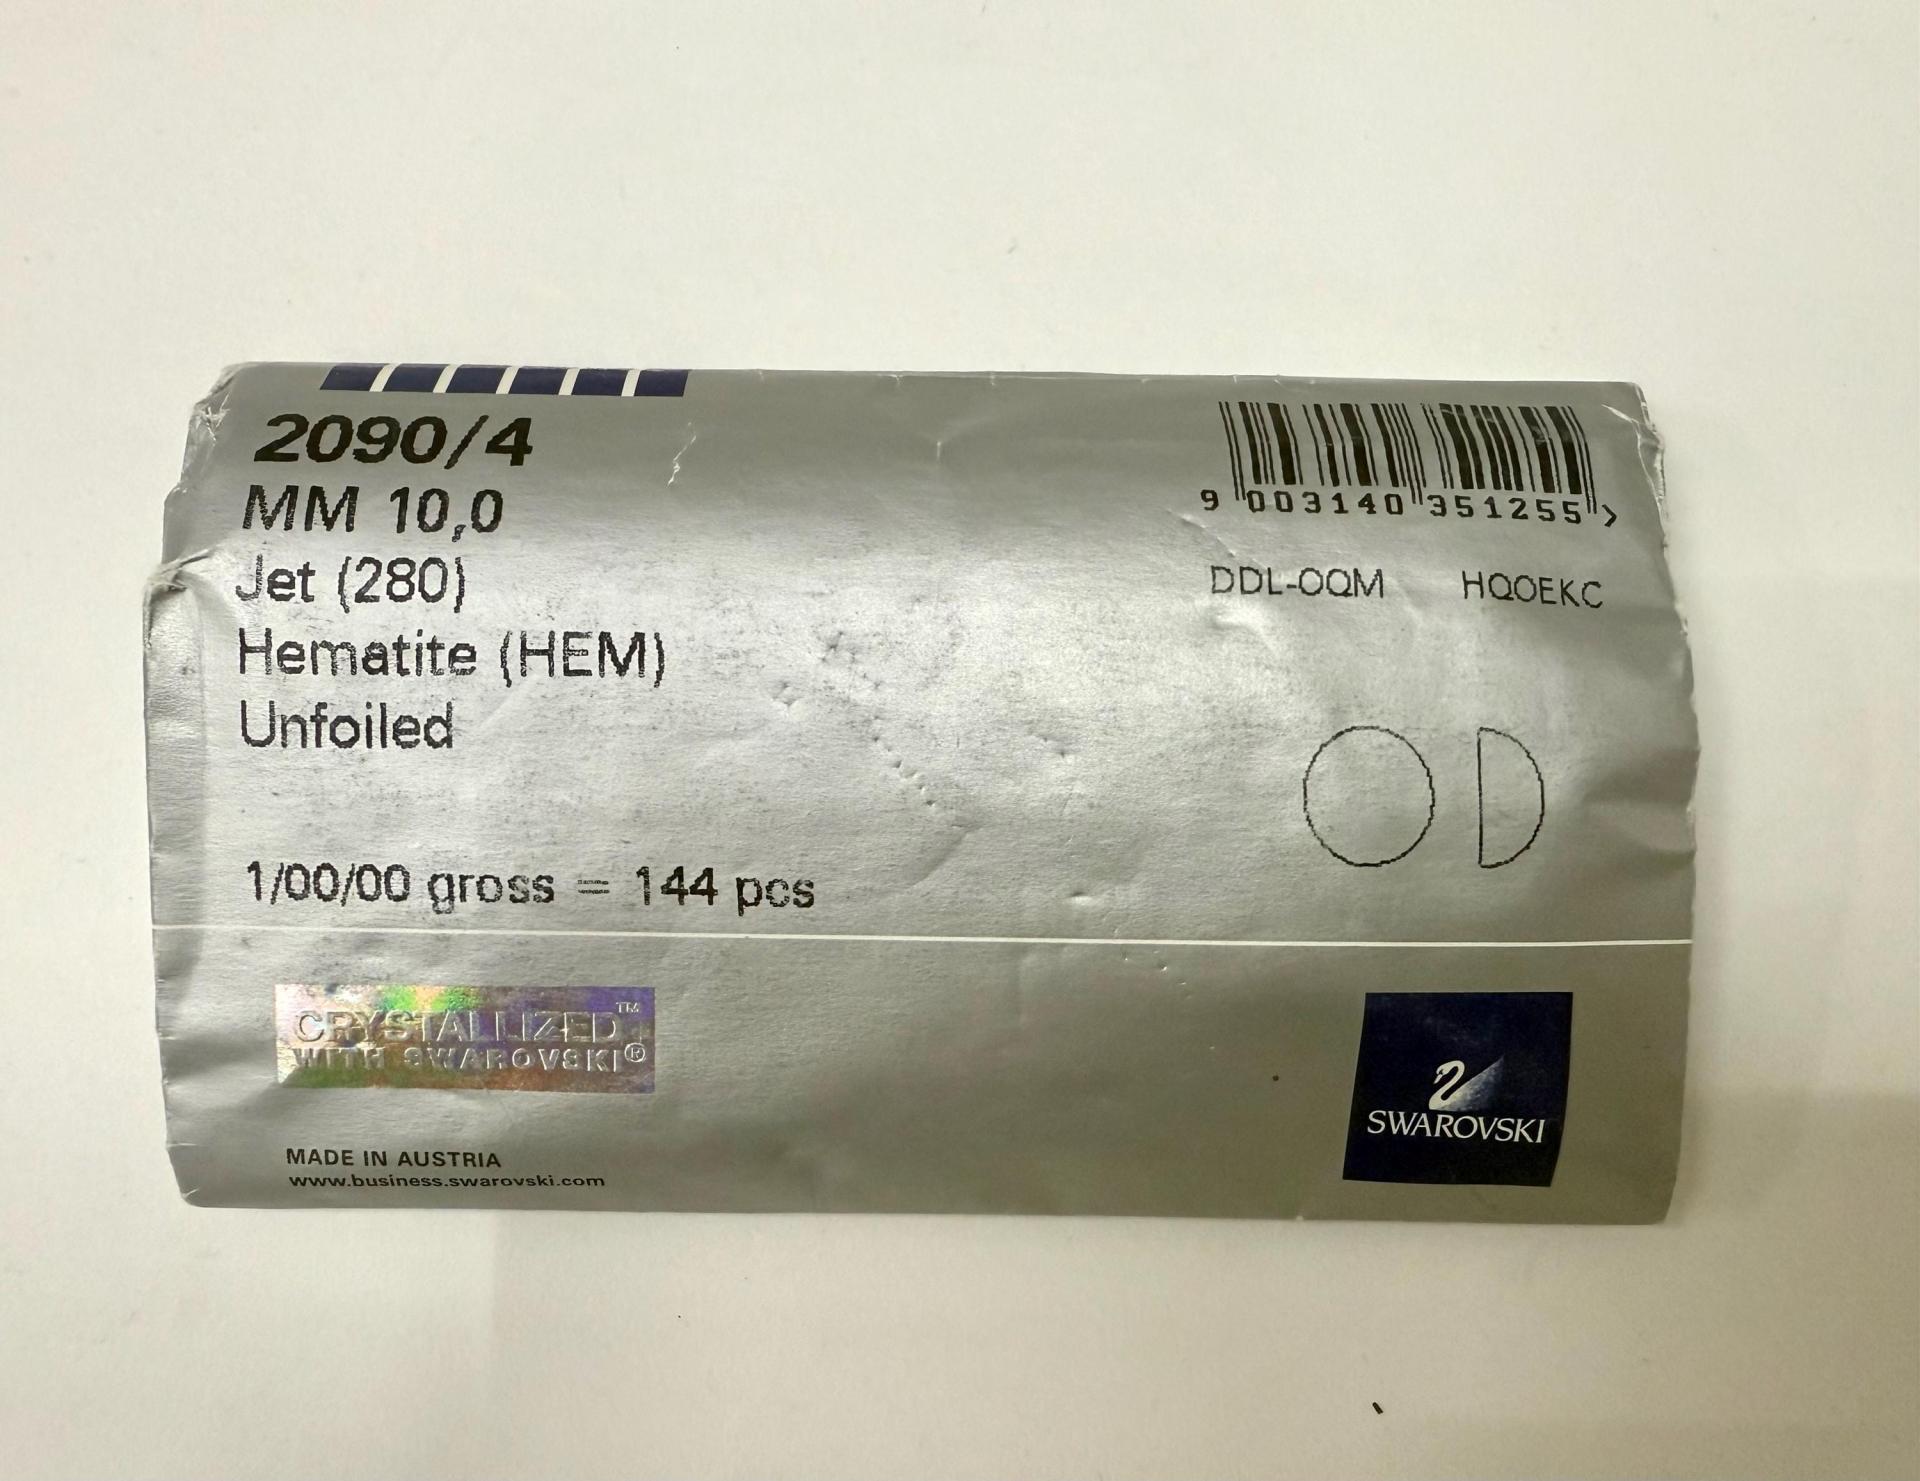 2090/4
MM 10,0
Jet (280)
Hematite (HEM)
Unfoiled
1/00/00 gross = 144 pcs
9 003140 351255 >
DDL-OQM HQOEKC
CRYSTALLIZED™
WITH SWAROVSKI®
MADE IN AUSTRIA
www.business.swarovski.com
SWAROVSKI